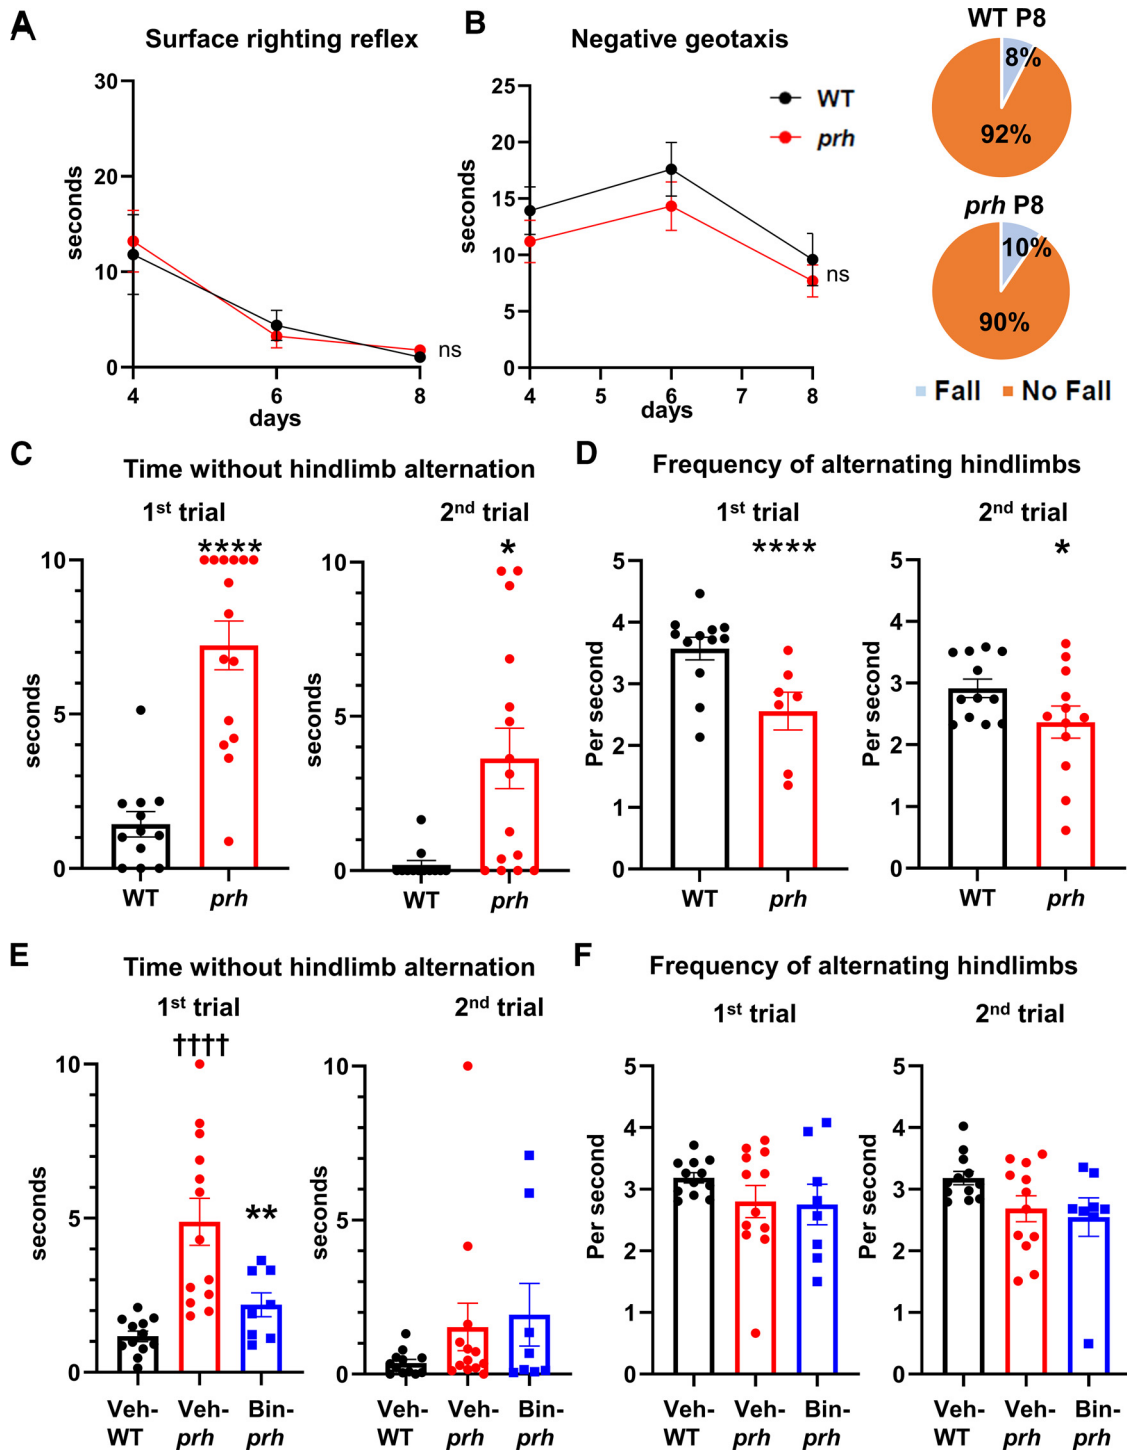 A
Surface righting reflex
30
20
10
0
seconds
4
6
8
days
ns
B
Negative geotaxis
25
20
15
10
5
0
seconds
4
5
6
7
8
days
ns
WT
prh
WT P8
8%
92%
prh P8
10%
90%
Fall
No Fall
C
Time without hindlimb alternation
1st trial
****
10
5
0
seconds
WT
prh
2nd trial
*
10
5
0
seconds
WT
prh
D
Frequency of alternating hindlimbs
1st trial
****
5
4
3
2
1
0
Per second
WT
prh
2nd trial
*
5
4
3
2
1
0
WT
prh
E
Time without hindlimb alternation
1st trial
††††
**
10
5
0
seconds
Veh- Veh- Bin-
WT prh prh
2nd trial
10
5
0
seconds
Veh- Veh- Bin-
WT prh prh
F
Frequency of alternating hindlimbs
1st trial
5
4
3
2
1
0
Per second
Veh- Veh- Bin-
WT prh prh
2nd trial
5
4
3
2
1
0
Per second
Veh- Veh- Bin-
WT prh prh